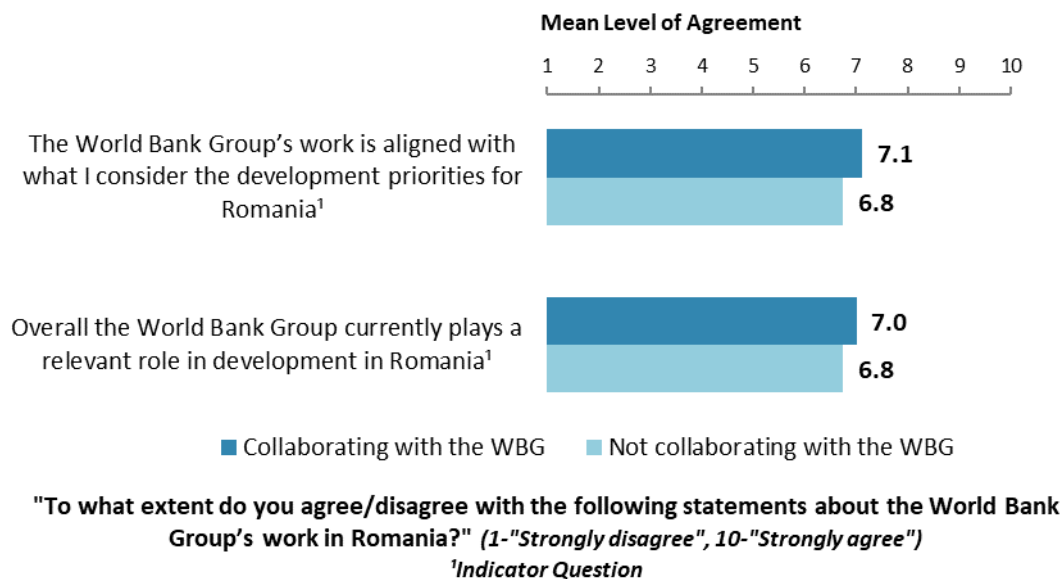 Mean Level of Agreement
1 2 3 4 5 6 7 8 9 10
The World Bank Group’s work is aligned with
what I consider the development priorities for
Romania¹
7.1
6.8
Overall the World Bank Group currently plays a
relevant role in development in Romania¹
7.0
6.8
Collaborating with the WBG Not collaborating with the WBG
"To what extent do you agree/disagree with the following statements about the World Bank
Group’s work in Romania?" (1-"Strongly disagree", 10-"Strongly agree")
¹Indicator Question